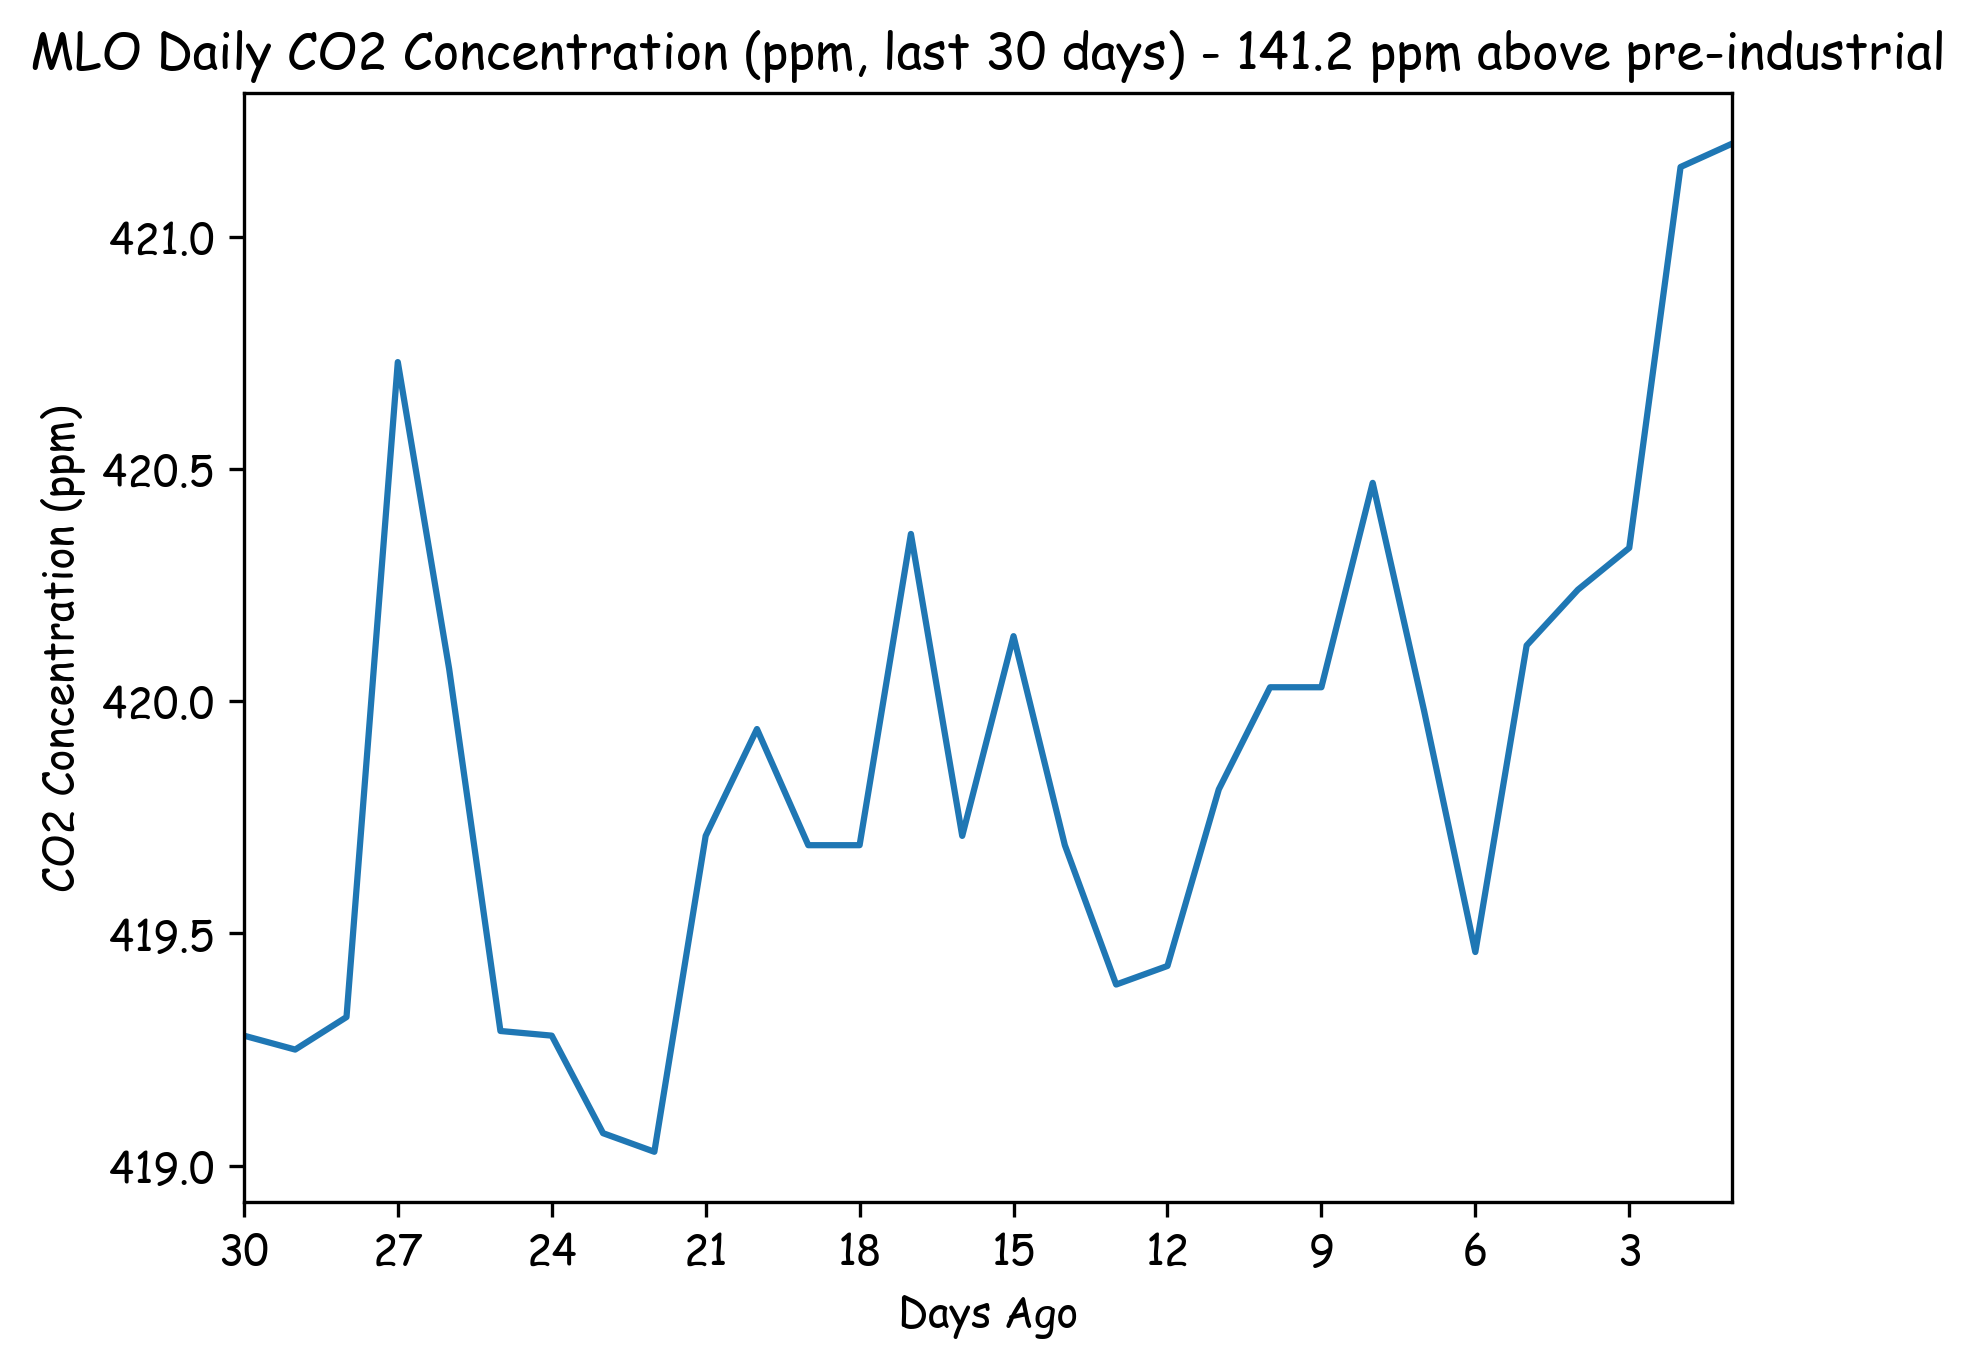 MLO Daily CO2 Concentration (ppm, last 30 days) - 141.2 ppm above pre-industrial
CO2 Concentration (ppm)
421.0
420.5
420.0
419.5
419.0
30 27 24 21 18 15 12 9 6 3
Days Ago